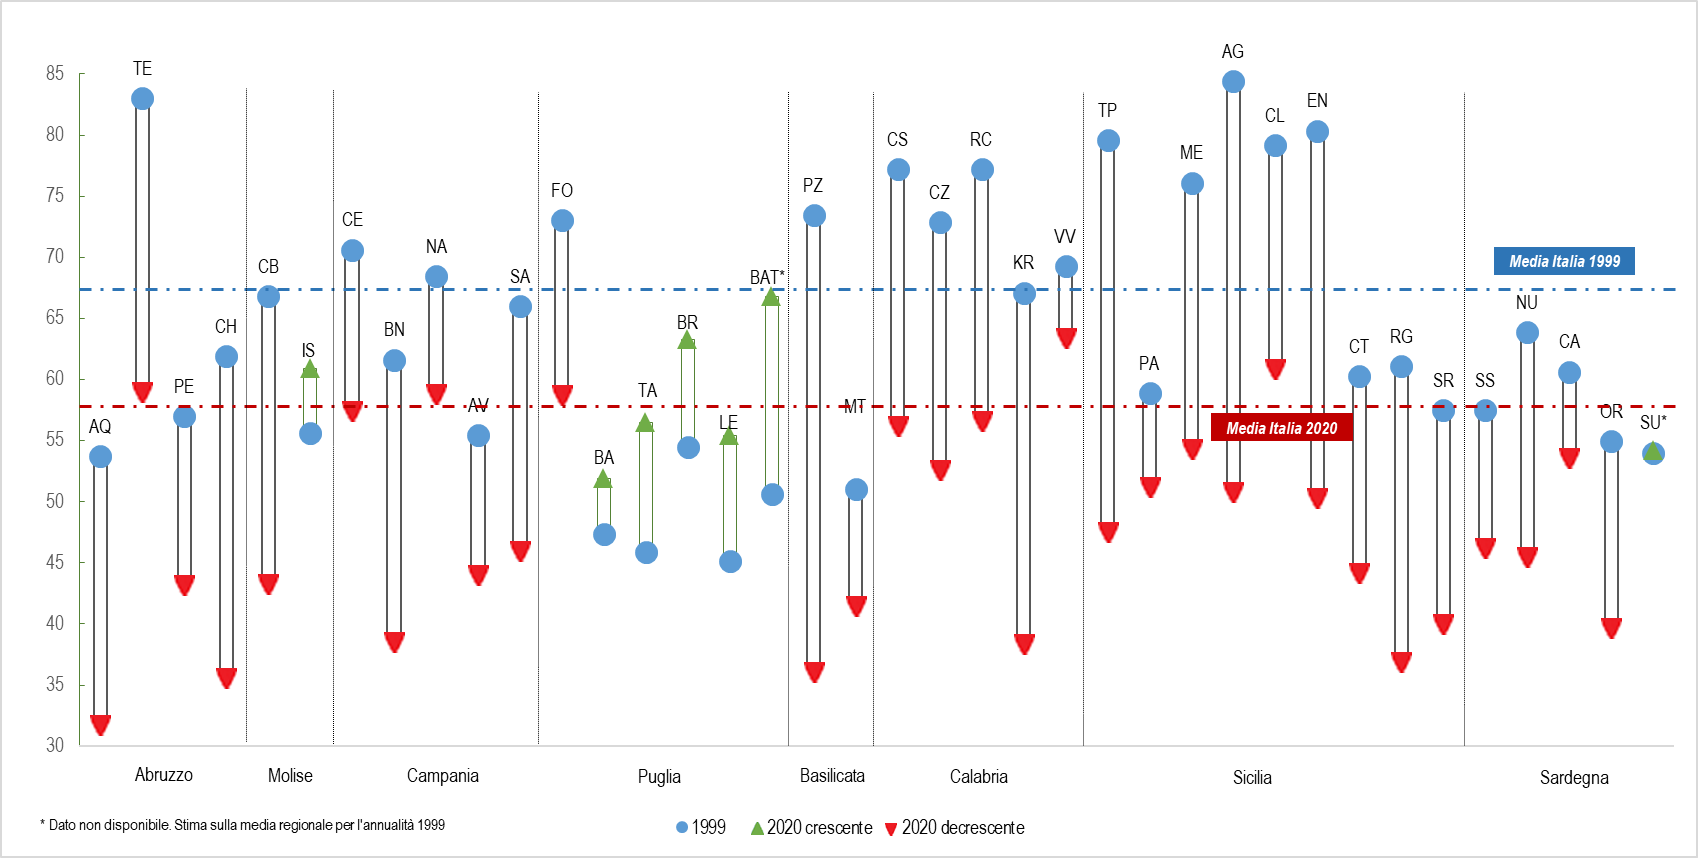 85
80
75
70
65
60
55
50
45
40
35
30
AQ
TE
PE
CH
CB
IS
CE
BN
NA
AV
SA
FO
BA
TA
BR
LE
BAT*
PZ
MT
CS
CZ
RC
KR
VV
TP
PA
ME
AG
CL
EN
CT
RG
SR
SS
NU
CA
OR
SU*
Media Italia 1999
Media Italia 2020
Abruzzo
Molise
Campania
Puglia
Basilicata
Calabria
Sicilia
Sardegna
* Dato non disponibile. Stima sulla media regionale per l'annualità 1999
1999
2020 crescente
2020 decrescente